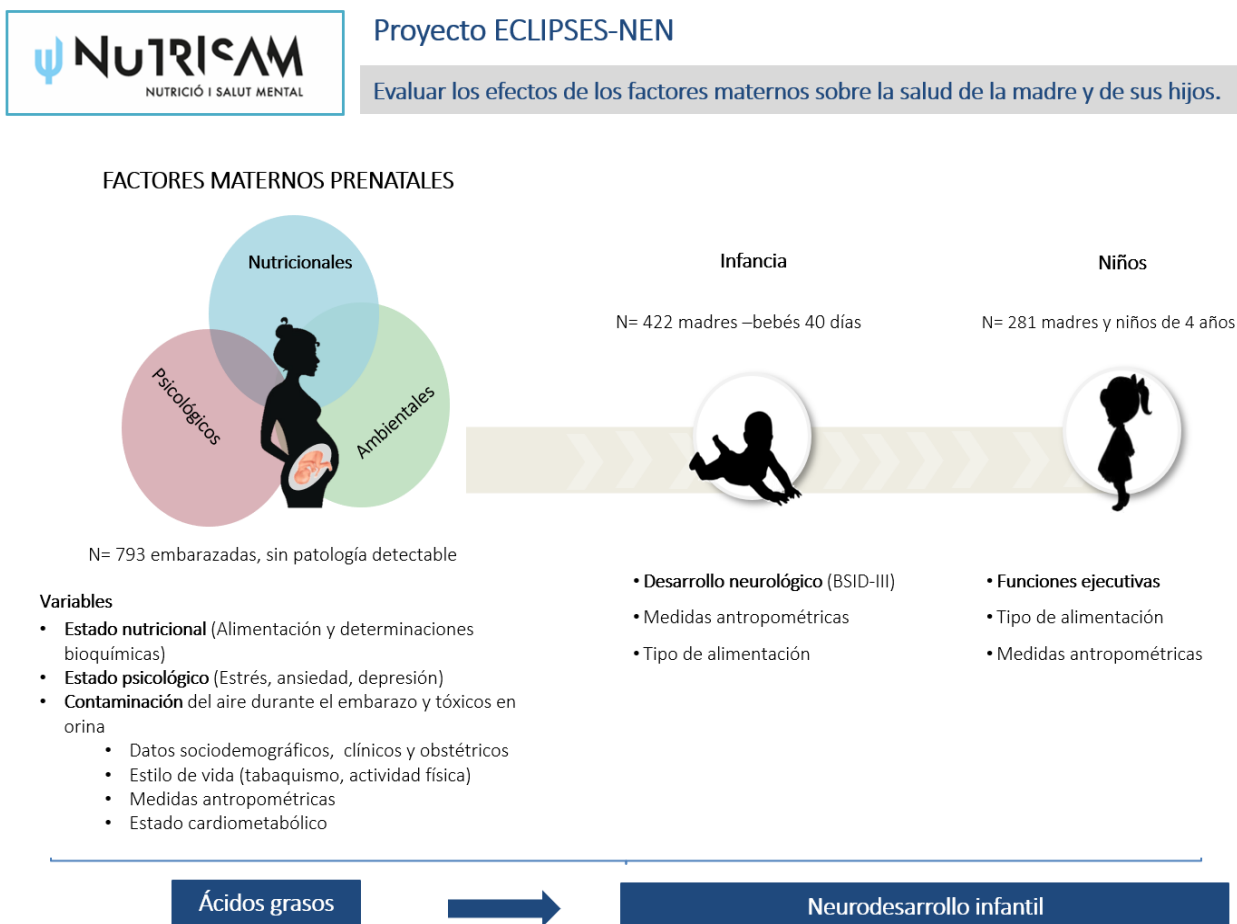 NUTRISAM
NUTRICIÓ I SALUT MENTAL
Proyecto ECLIPSES-NEN
Evaluar los efectos de los factores maternos sobre la salud de la madre y de sus hijos.
FACTORES MATERNOS PRENATALES
Nutricionales
Psicológicos
Ambientales
N= 793 embarazadas, sin patología detectable
Variables
• Estado nutricional (Alimentación y determinaciones
bioquímicas)
• Estado psicológico (Estrés, ansiedad, depresión)
• Contaminación del aire durante el embarazo y tóxicos en
orina
• Datos sociodemográficos, clínicos y obstétricos
• Estilo de vida (tabaquismo, actividad física)
• Medidas antropométricas
• Estado cardiometabólico
Infancia
N= 422 madres –bebés 40 días
• Desarrollo neurológico (BSID-III)
• Medidas antropométricas
• Tipo de alimentación
Niños
N= 281 madres y niños de 4 años
• Funciones ejecutivas
• Tipo de alimentación
• Medidas antropométricas
Ácidos grasos
Neurodesarrollo infantil